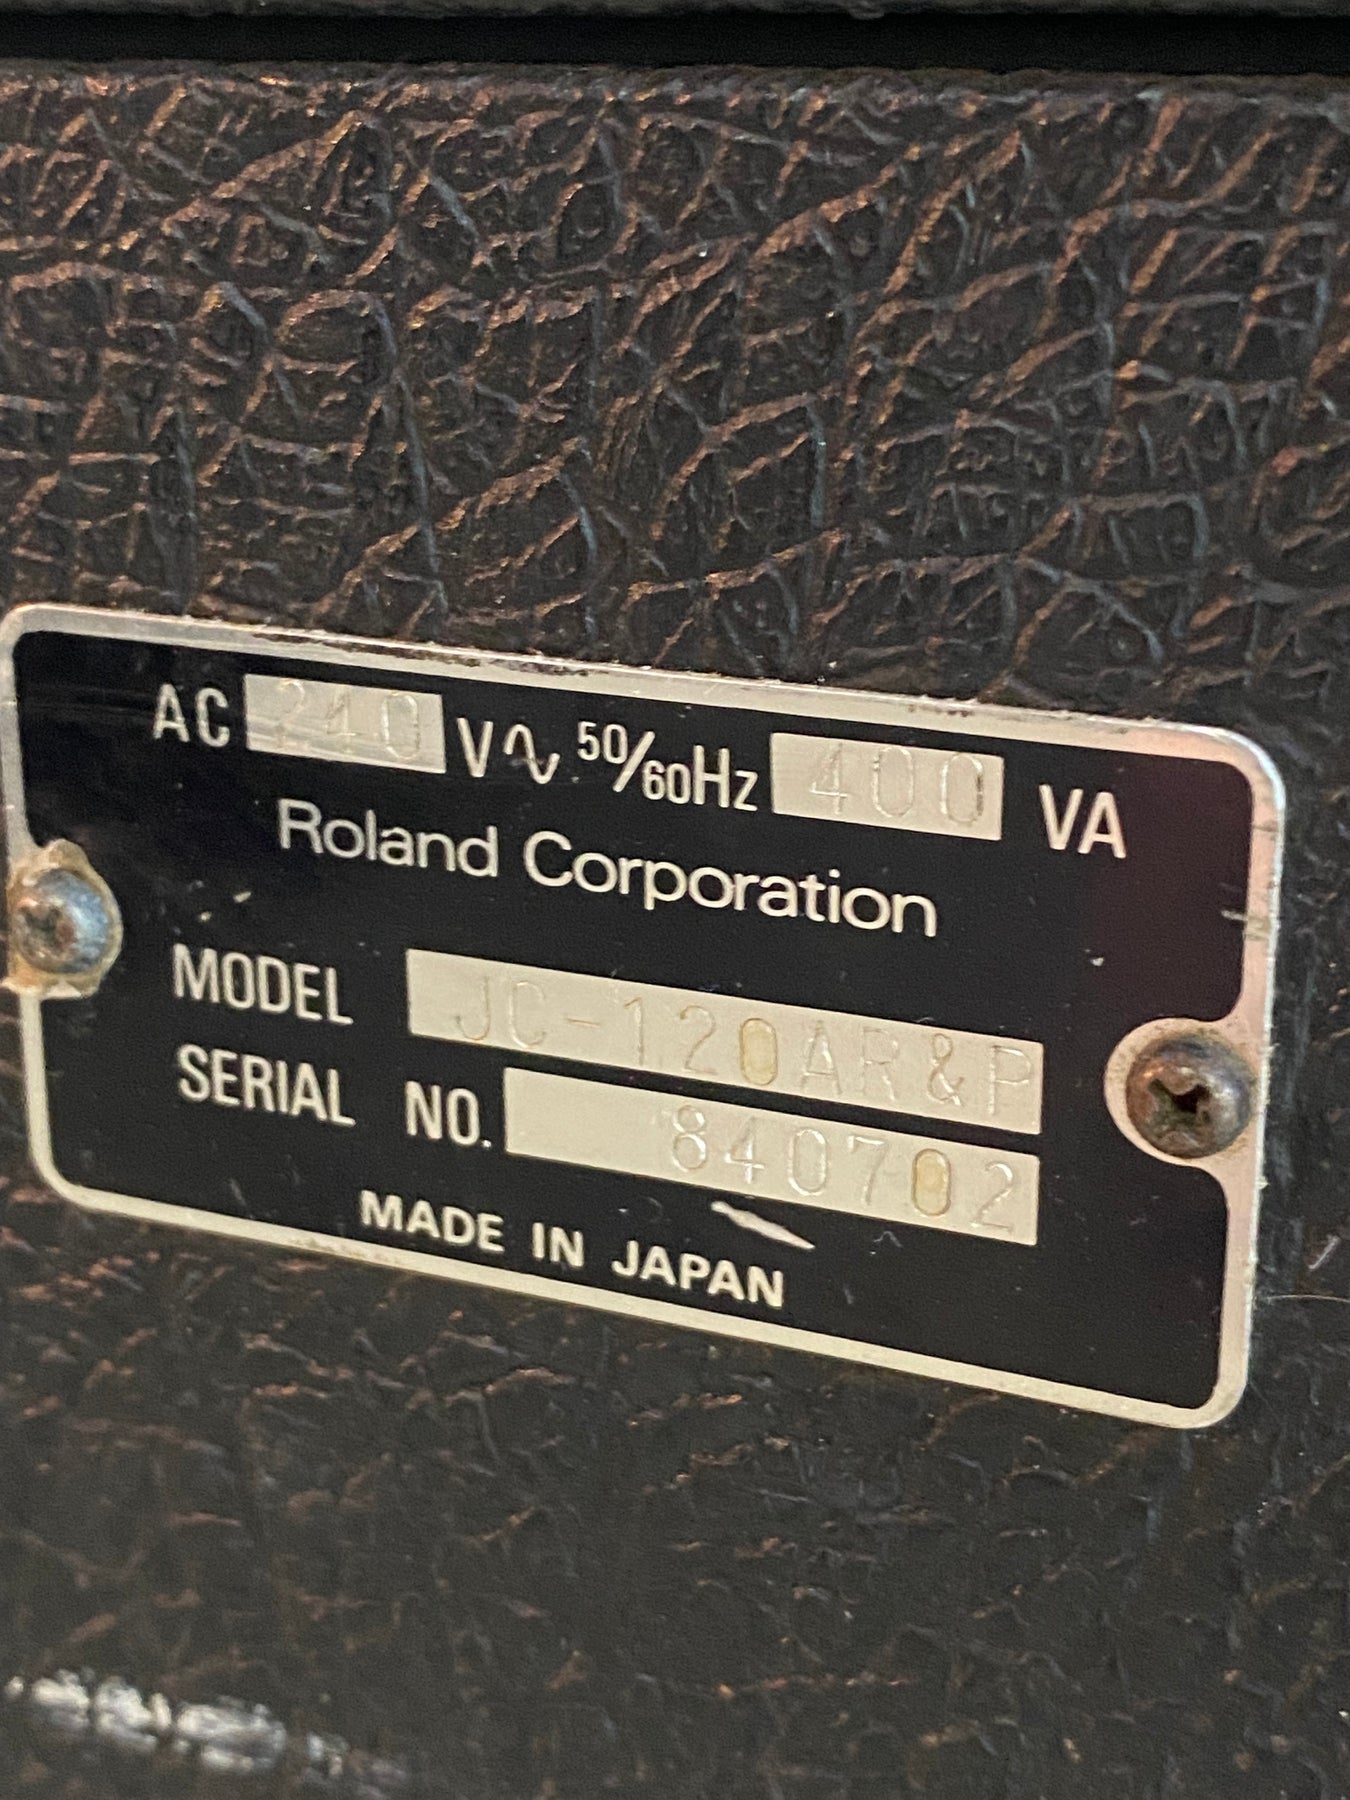 AC 240 V∿ 50/60Hz 400 VA
Roland Corporation
MODEL JC-120AR&P
SERIAL NO. 840702
MADE IN JAPAN